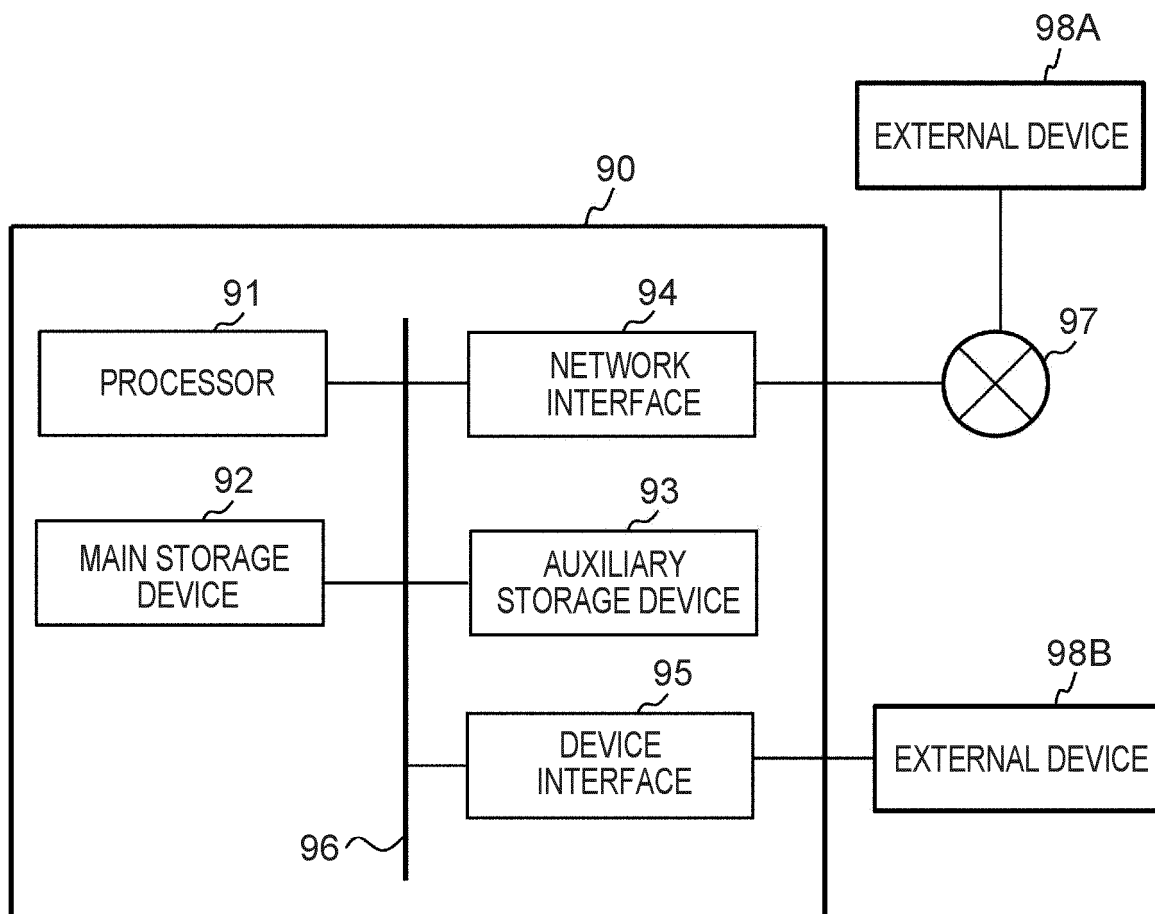 98A
EXTERNAL DEVICE
90
91
PROCESSOR
94
NETWORK
INTERFACE
97
92
MAIN STORAGE
DEVICE
93
AUXILIARY
STORAGE DEVICE
95
DEVICE
INTERFACE
98B
EXTERNAL DEVICE
96